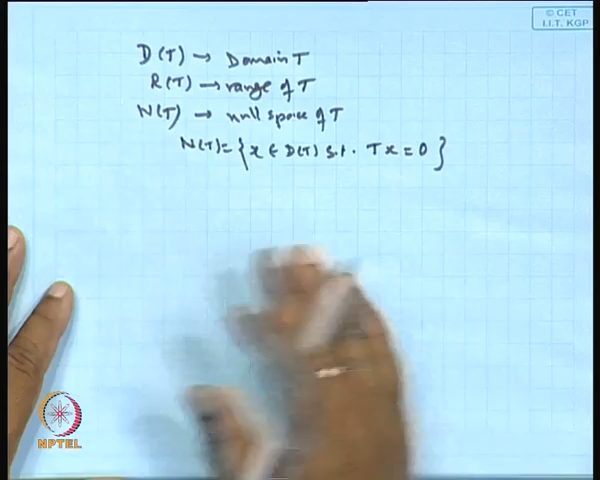 © CET
I.I.T. KGP
D(T) → Domain T
R(T) → range of T
N(T) → null space of T
N(T) = { x ∈ D(T) s.t. Tx = 0 }
NPTEL